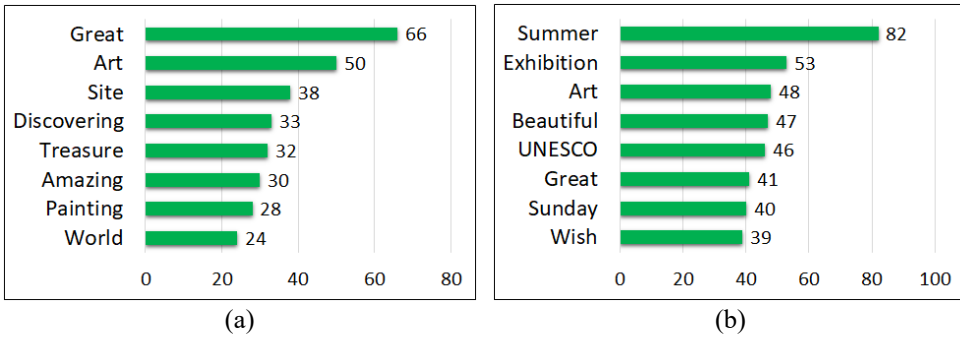 Great 66
Art 50
Site 38
Discovering 33
Treasure 32
Amazing 30
Painting 28
World 24
0 20 40 60 80
(a)
Summer 82
Exhibition 53
Art 48
Beautiful 47
UNESCO 46
Great 41
Sunday 40
Wish 39
0 20 40 60 80 100
(b)